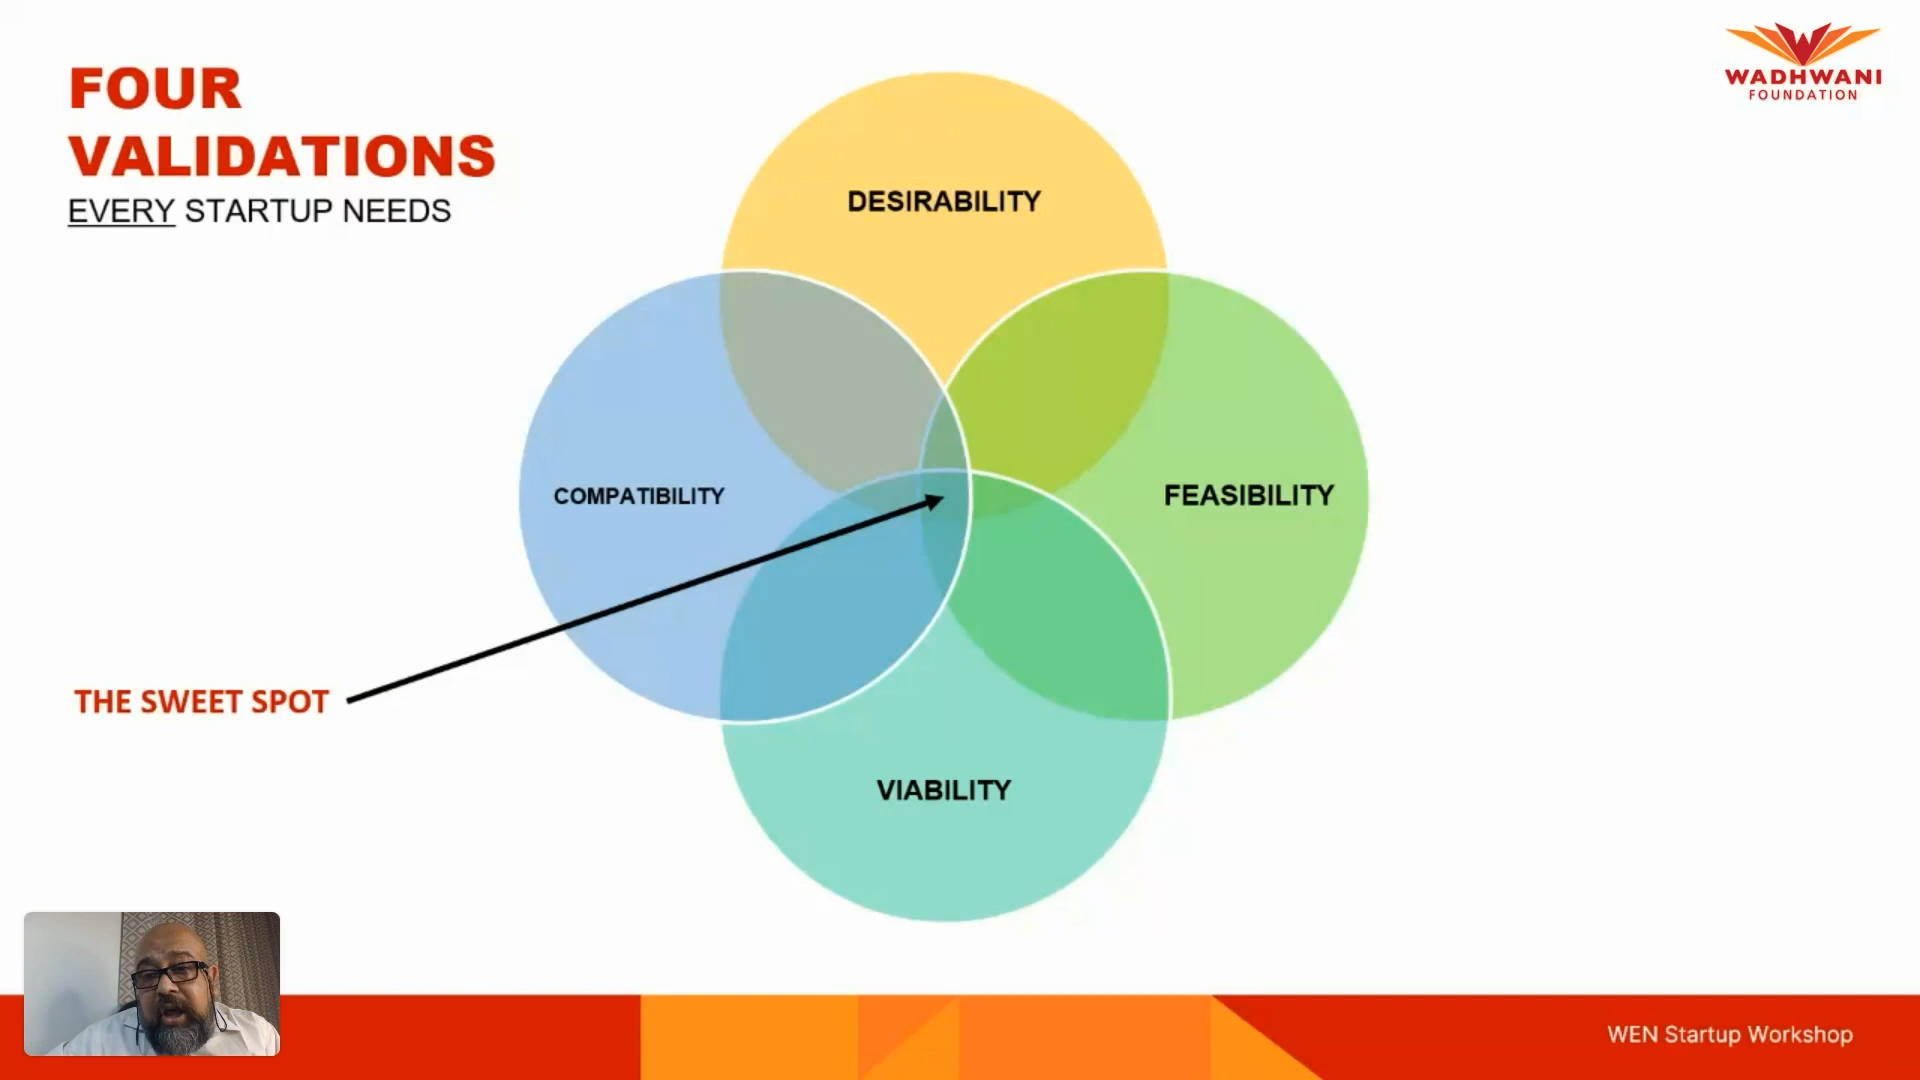 FOUR
VALIDATIONS
EVERY STARTUP NEEDS
WADHWANI
FOUNDATION
DESIRABILITY
COMPATIBILITY
FEASIBILITY
THE SWEET SPOT
VIABILITY
WEN Startup Workshop